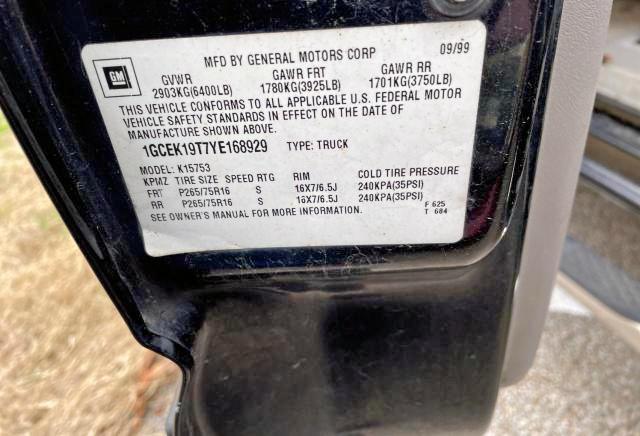 MFD BY GENERAL MOTORS CORP 09/99
GM
GVWR GAWR FRT GAWR RR
2903KG(6400LB) 1780KG(3925LB) 1701KG(3750LB)
THIS VEHICLE CONFORMS TO ALL APPLICABLE U.S. FEDERAL MOTOR
VEHICLE SAFETY STANDARDS IN EFFECT ON THE DATE OF
MANUFACTURE SHOWN ABOVE.
1GCEK19T7YE168929 TYPE: TRUCK
MODEL: K15753
KPMZ TIRE SIZE SPEED RTG RIM COLD TIRE PRESSURE
FRT P265/75R16 S 16X7/6.5J 240KPA(35PSI)
RR P265/75R16 S 16X7/6.5J 240KPA(35PSI)
SEE OWNER'S MANUAL FOR MORE INFORMATION. F 625
T 684